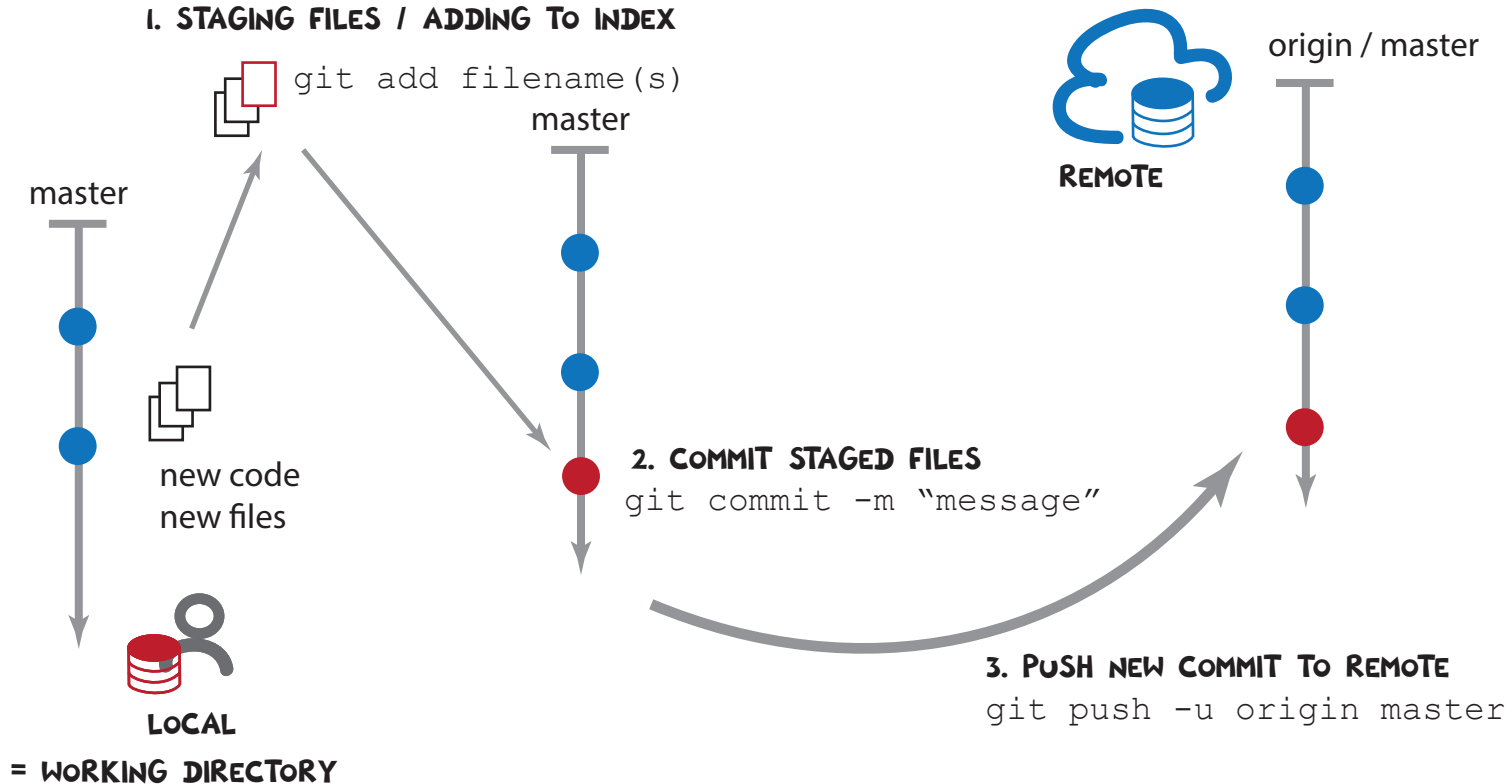 1. STAGING FILES / ADDING TO INDEX
git add filename(s)
master
master
new code
new files
LOCAL
= WORKING DIRECTORY
2. COMMIT STAGED FILES
git commit -m “message”
REMOTE
origin / master
3. PUSH NEW COMMIT TO REMOTE
git push -u origin master